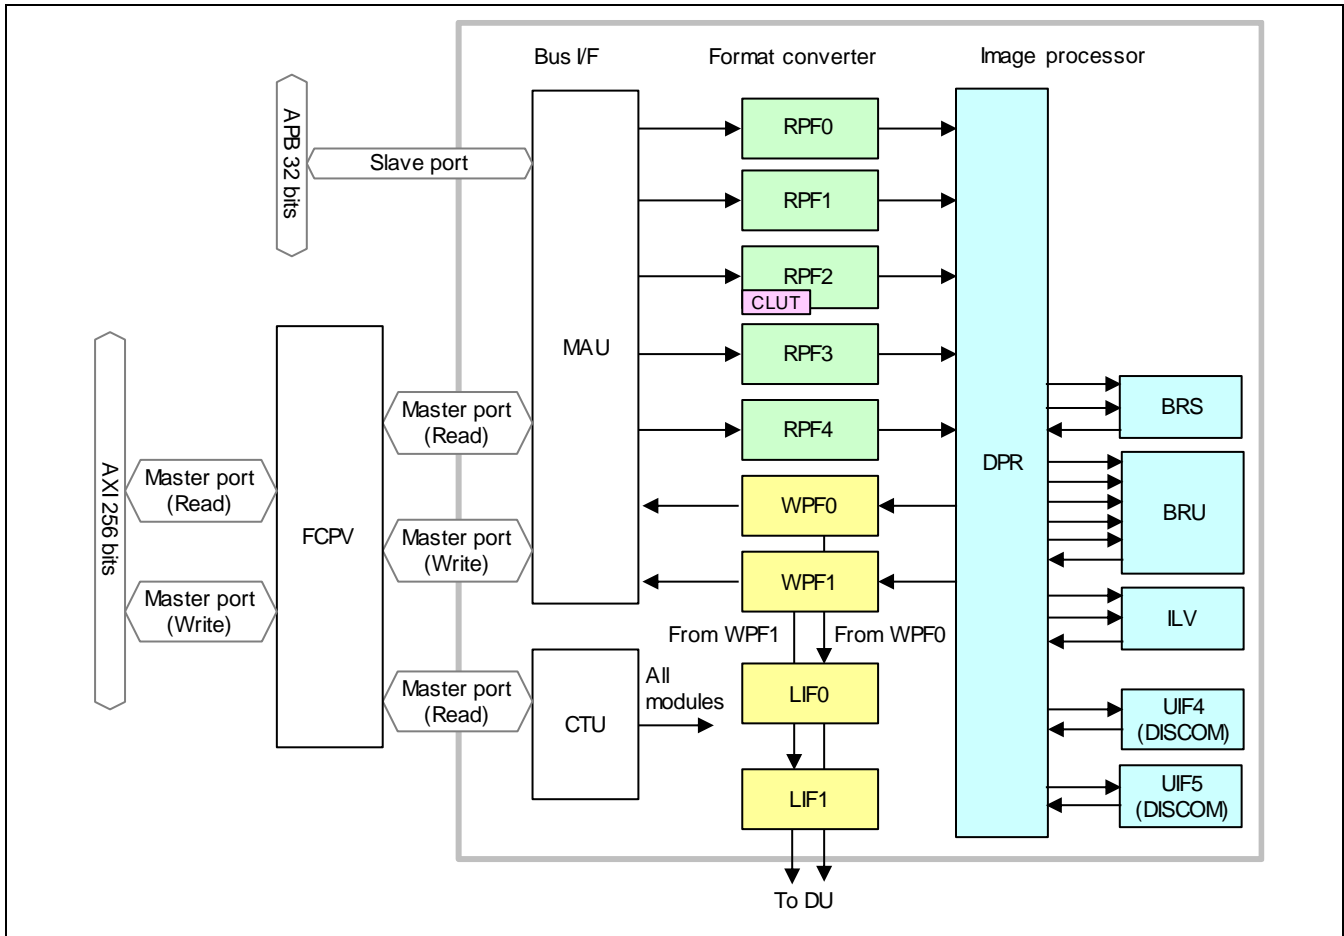 Bus I/F
Format converter
Image processor
APB 32 bits
Slave port
RPF0
RPF1
RPF2
CLUT
MAU
RPF3
Master port
(Read)
RPF4
BRS
DPR
AXI 256 bits
Master port
(Read)
FCPV
Master port
(Write)
WPF0
BRU
WPF1
Master port
(Write)
From WPF1
From WPF0
ILV
Master port
(Read)
CTU
All
modules
LIF0
UIF4
(DISCOM)
LIF1
UIF5
(DISCOM)
To DU